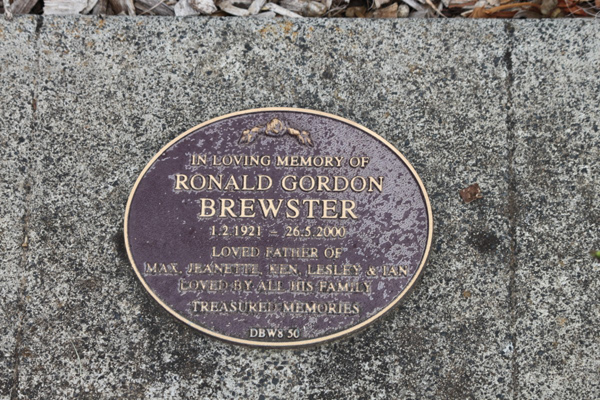 IN LOVING MEMORY OF
RONALD GORDON
BREWSTER
1.2.1921 - 26.5.2000
LOVED FATHER OF
MAX, JEANETTE, KEN, LESLEY & IAN
LOVED BY ALL HIS FAMILY
TREASURED MEMORIES
DBW8 50